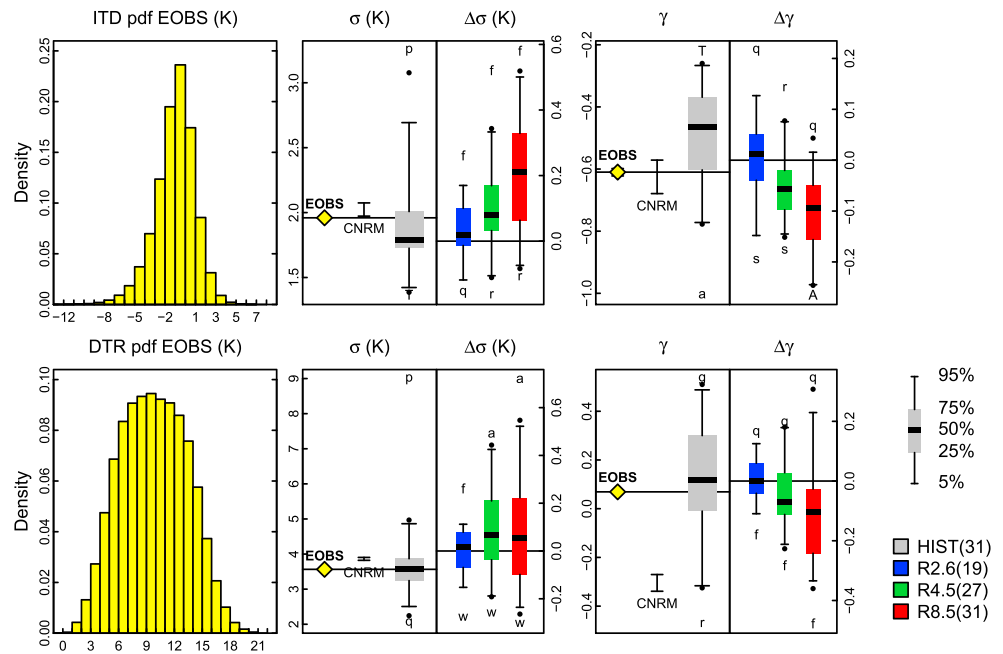 ITD pdf EOBS (K)
σ (K)
Δσ (K)
γ
Δγ
Density
0.00 0.05 0.10 0.15 0.20 0.25
−12 −8 −5 −2 1 3 5 7
1.5 2.0 2.5 3.0
EOBS
CNRM
p
r
0.0 0.2 0.4 0.6
f f f
q r r
−1.0 −0.8 −0.6 −0.4 −0.2
EOBS
CNRM
T
a
−0.2 −0.1 0.0 0.1 0.2
q r q
s s A
DTR pdf EOBS (K)
σ (K)
Δσ (K)
γ
Δγ
Density
0.00 0.02 0.04 0.06 0.08 0.10
0 3 6 9 12 15 18 21
2 3 4 5 6 7 8 9
EOBS
CNRM
p
q
−0.2 0.0 0.2 0.4 0.6
f a a
w w w
−0.4 −0.2 0.0 0.2 0.4
EOBS
CNRM
q
r
−0.4 −0.2 0.0 0.2
q q q
f f f
95%
75%
50%
25%
5%
HIST(31)
R2.6(19)
R4.5(27)
R8.5(31)